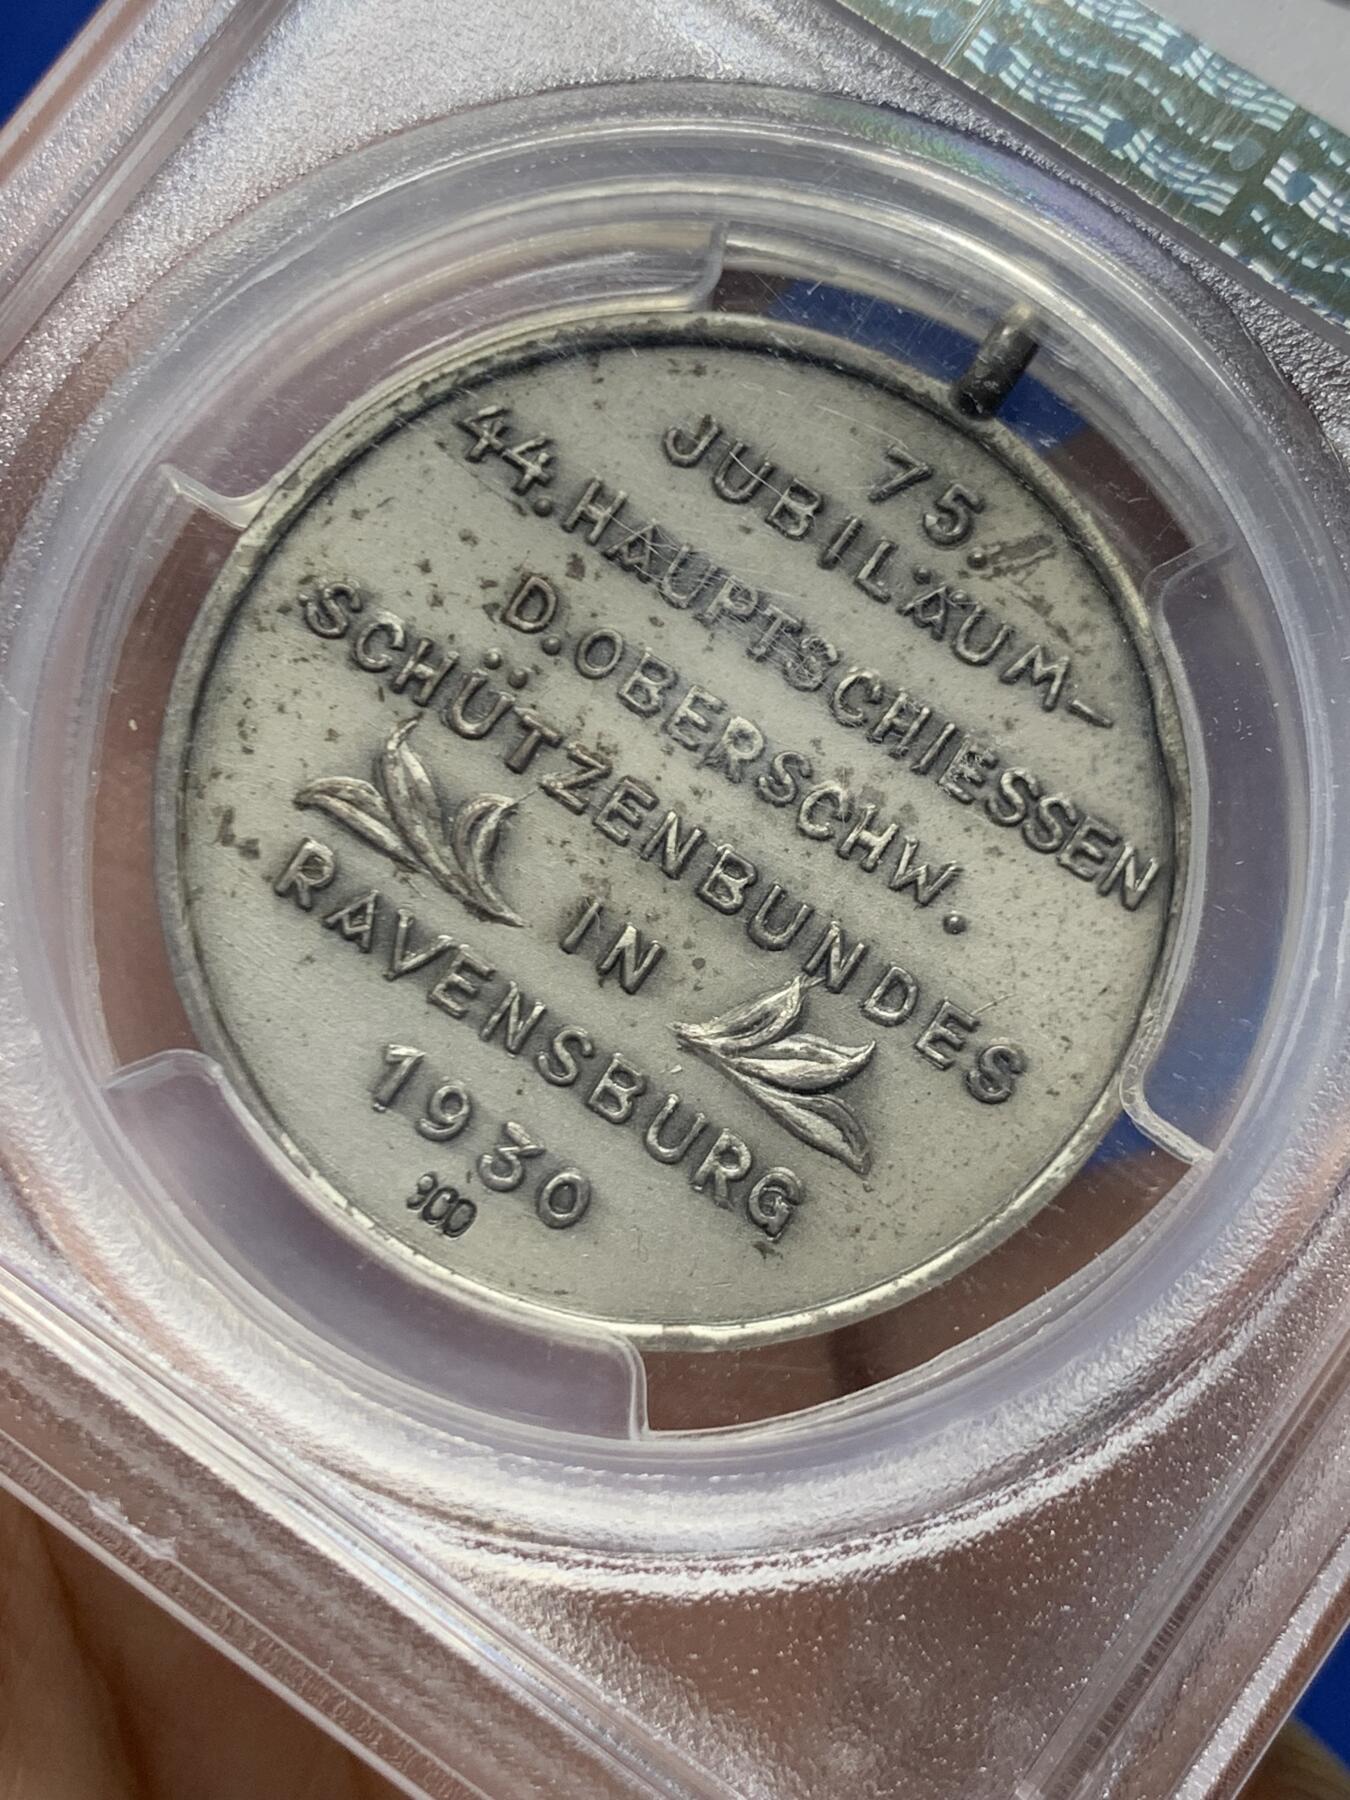 75.
JUBILÄUM-
44.HAUPTSCHIESSEN
D.OBERSCHW.
SCHÜTZENBUNDES
IN
RAVENSBURG
1930
900